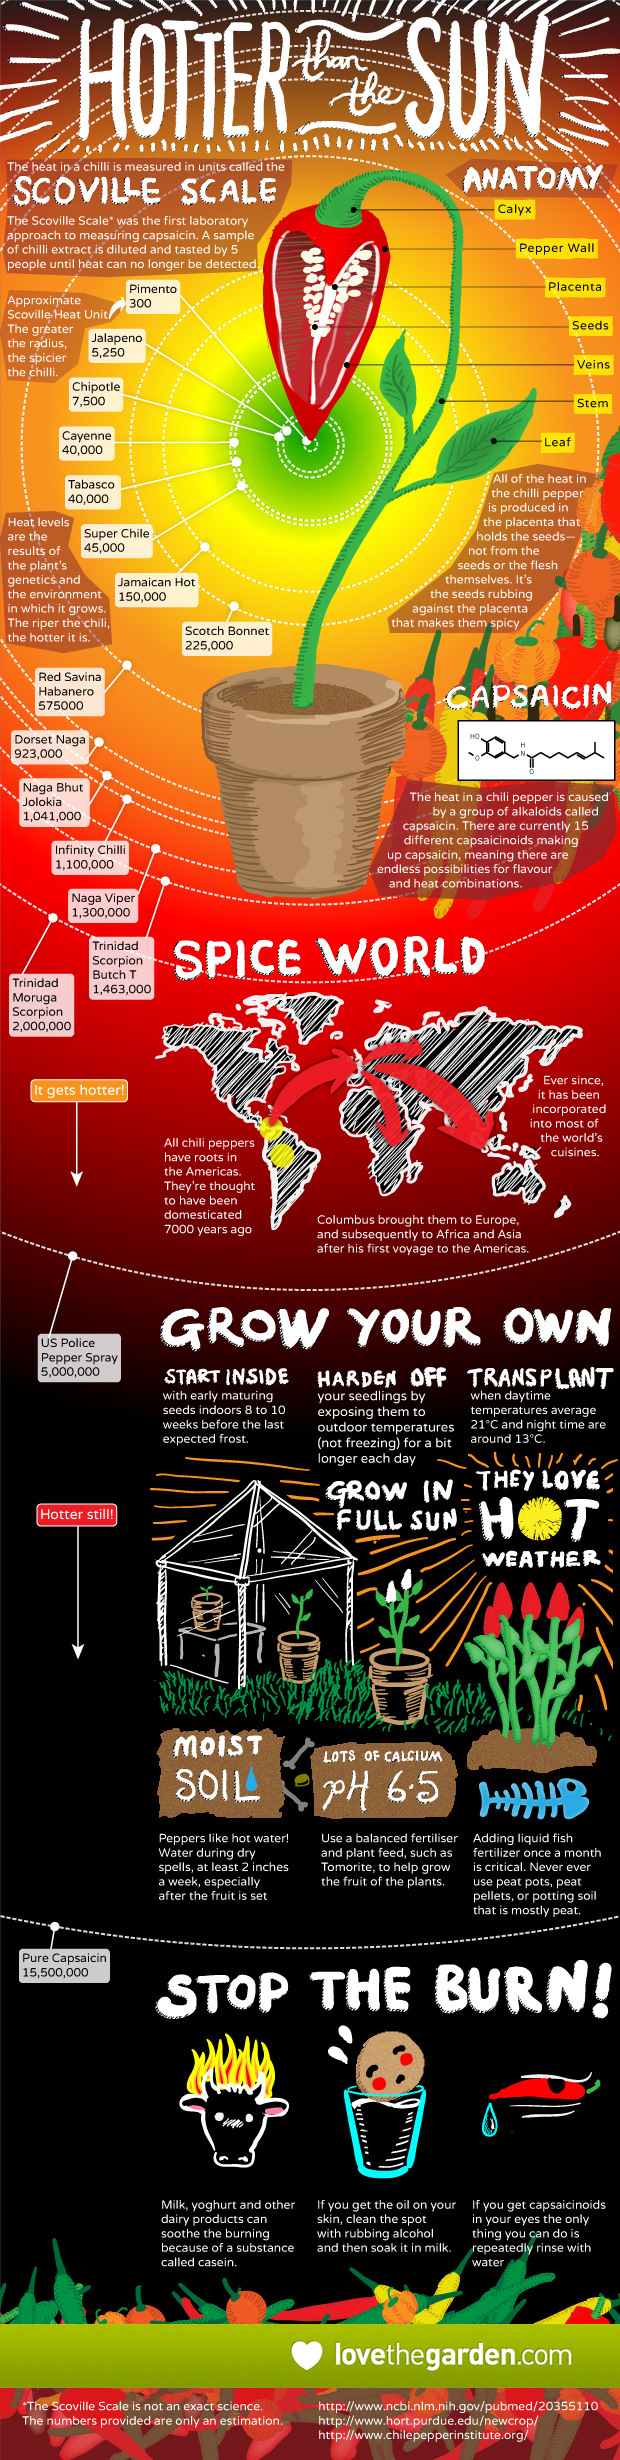 HOTTER than the SUN
The heat in a chilli is measured in units called the
SCOVILLE SCALE
The Scoville Scale* was the first laboratory
approach to measuring capsaicin. A sample
of chilli extract is diluted and tasted by 5
people until heat can no longer be detected.
Approximate
Scoville Heat Unit.
The greater
the radius,
the spicier
the chilli.
Pimento
300
Jalapeno
5,250
Chipotle
7,500
Cayenne
40,000
Tabasco
40,000
Super Chile
45,000
Jamaican Hot
150,000
Scotch Bonnet
225,000
Heat levels
are the
results of
the plant's
genetics and
the environment
in which it grows.
The riper the chilli,
the hotter it is.
ANATOMY
Calyx
Pepper Wall
Placenta
Seeds
Veins
Stem
Leaf
All of the heat in
the chilli pepper
is produced in
the placenta that
holds the seeds—
not from the
seeds or the flesh
themselves. It's
the seeds rubbing
against the placenta
that makes them spicy
Red Savina
Habanero
575000
Dorset Naga
923,000
Naga Bhut
Jolokia
1,041,000
Infinity Chilli
1,100,000
Naga Viper
1,300,000
Trinidad
Scorpion
Butch T
1,463,000
Trinidad
Moruga
Scorpion
2,000,000
CAPSAICIN
HO
O
H
N
O
The heat in a chili pepper is caused
by a group of alkaloids called
capsaicin. There are currently 15
different capsaicinoids making
up capsaicin, meaning there are
endless possibilities for flavour
and heat combinations.
SPICE WORLD
It gets hotter!
All chili peppers
have roots in
the Americas.
They're thought
to have been
domesticated
7000 years ago
Ever since,
it has been
incorporated
into most of
the world's
cuisines.
Columbus brought them to Europe,
and subsequently to Africa and Asia
after his first voyage to the Americas.
US Police
Pepper Spray
5,000,000
GROW YOUR OWN
START INSIDE
with early maturing
seeds indoors 8 to 10
weeks before the last
expected frost.
HARDEN OFF
your seedlings by
exposing them to
outdoor temperatures
(not freezing) for a bit
longer each day
TRANSPLANT
when daytime
temperatures average
21°C and night time are
around 13°C.
Hotter still!
GROW IN
FULL SUN
THEY LOVE
HOT
WEATHER
MOIST
SOIL
LOTS OF CALCIUM
pH 6.5
Peppers like hot water!
Water during dry
spells, at least 2 inches
a week, especially
after the fruit is set
Use a balanced fertiliser
and plant feed, such as
Tomorite, to help grow
the fruit of the plants.
Adding liquid fish
fertilizer once a month
is critical. Never ever
use peat pots, peat
pellets, or potting soil
that is mostly peat.
Pure Capsaicin
15,500,000
STOP THE BURN!
Milk, yoghurt and other
dairy products can
soothe the burning
because of a substance
called casein.
If you get the oil on your
skin, clean the spot
with rubbing alcohol
and then soak it in milk.
If you get capsaicinoids
in your eyes the only
thing you can do is
repeatedly rinse with
water
lovethegarden.com
*The Scoville Scale is not an exact science.
The numbers provided are only an estimation.
http://www.ncbi.nlm.nih.gov/pubmed/20355110
http://www.hort.purdue.edu/newcrop/
http://www.chilepepperinstitute.org/